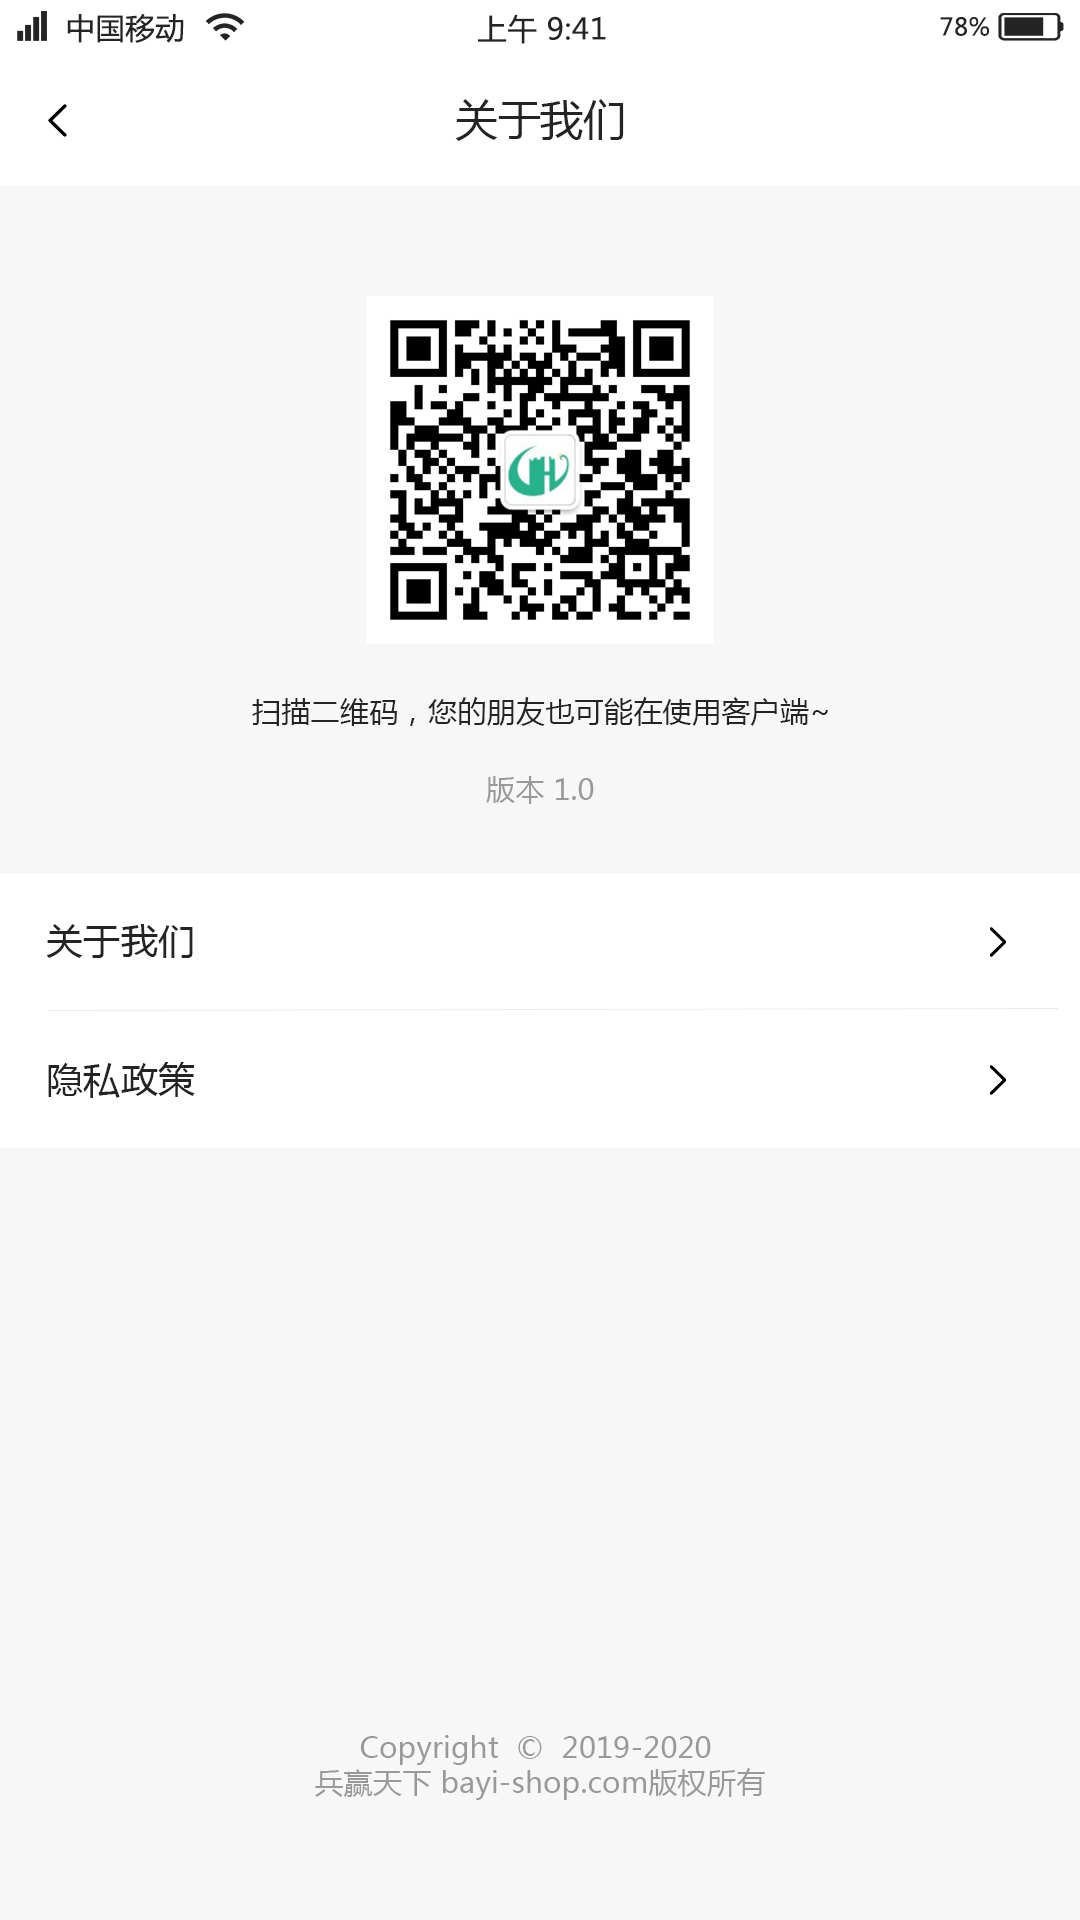 中国移动 上午 9:41 78%
关于我们
扫描二维码，您的朋友也可能在使用客户端~
版本 1.0
关于我们
隐私政策
Copyright © 2019-2020
兵赢天下 bayi-shop.com版权所有